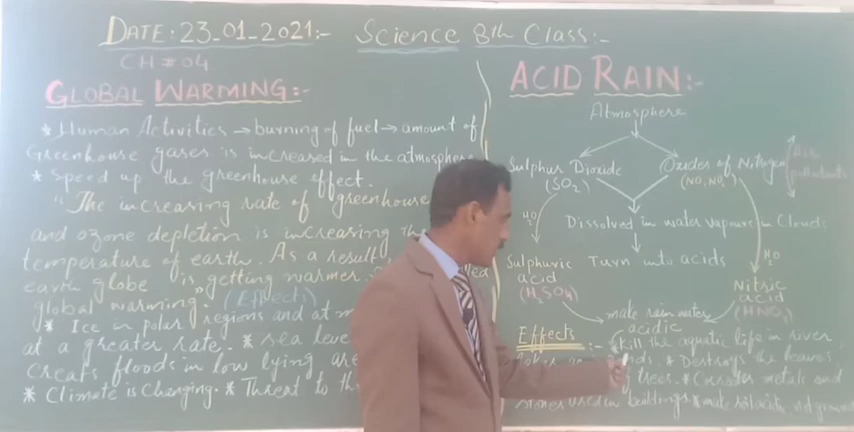 DATE: 23-01-2021:- Science 8th Class:-
CH#04
GLOBAL WARMING:-
* Human Activities → burning of fuel → amount of
Greenhouse gases is increased in the atmosphere
* Speed up the greenhouse effect.
"The increasing rate of greenhouse
and ozone depletion is increasing
temperature of earth. As a result,
earth globe is getting warmer.
global warming." (Effects)
* Ice in polar regions and at
at a greater rate. * sea
creats floods in low lying
* Climate is Changing. * Threat to
ACID RAIN:-
Atmosphere
Sulphur Dioxide
(SO₂)
Oxides of Nitrogen
(NO, NO₂)
Air
pollutants
H₂O
Dissolved in water vapours in Clouds
Turn into acids
H₂O
Sulphuric
acid
(H₂SO₄)
Nitric
acid
(HNO₃)
make rain water
acidic
Effects:-
* Kill the aquatic life in river
* Destroys the leaves
trees. * metals and
stones used in buildings *